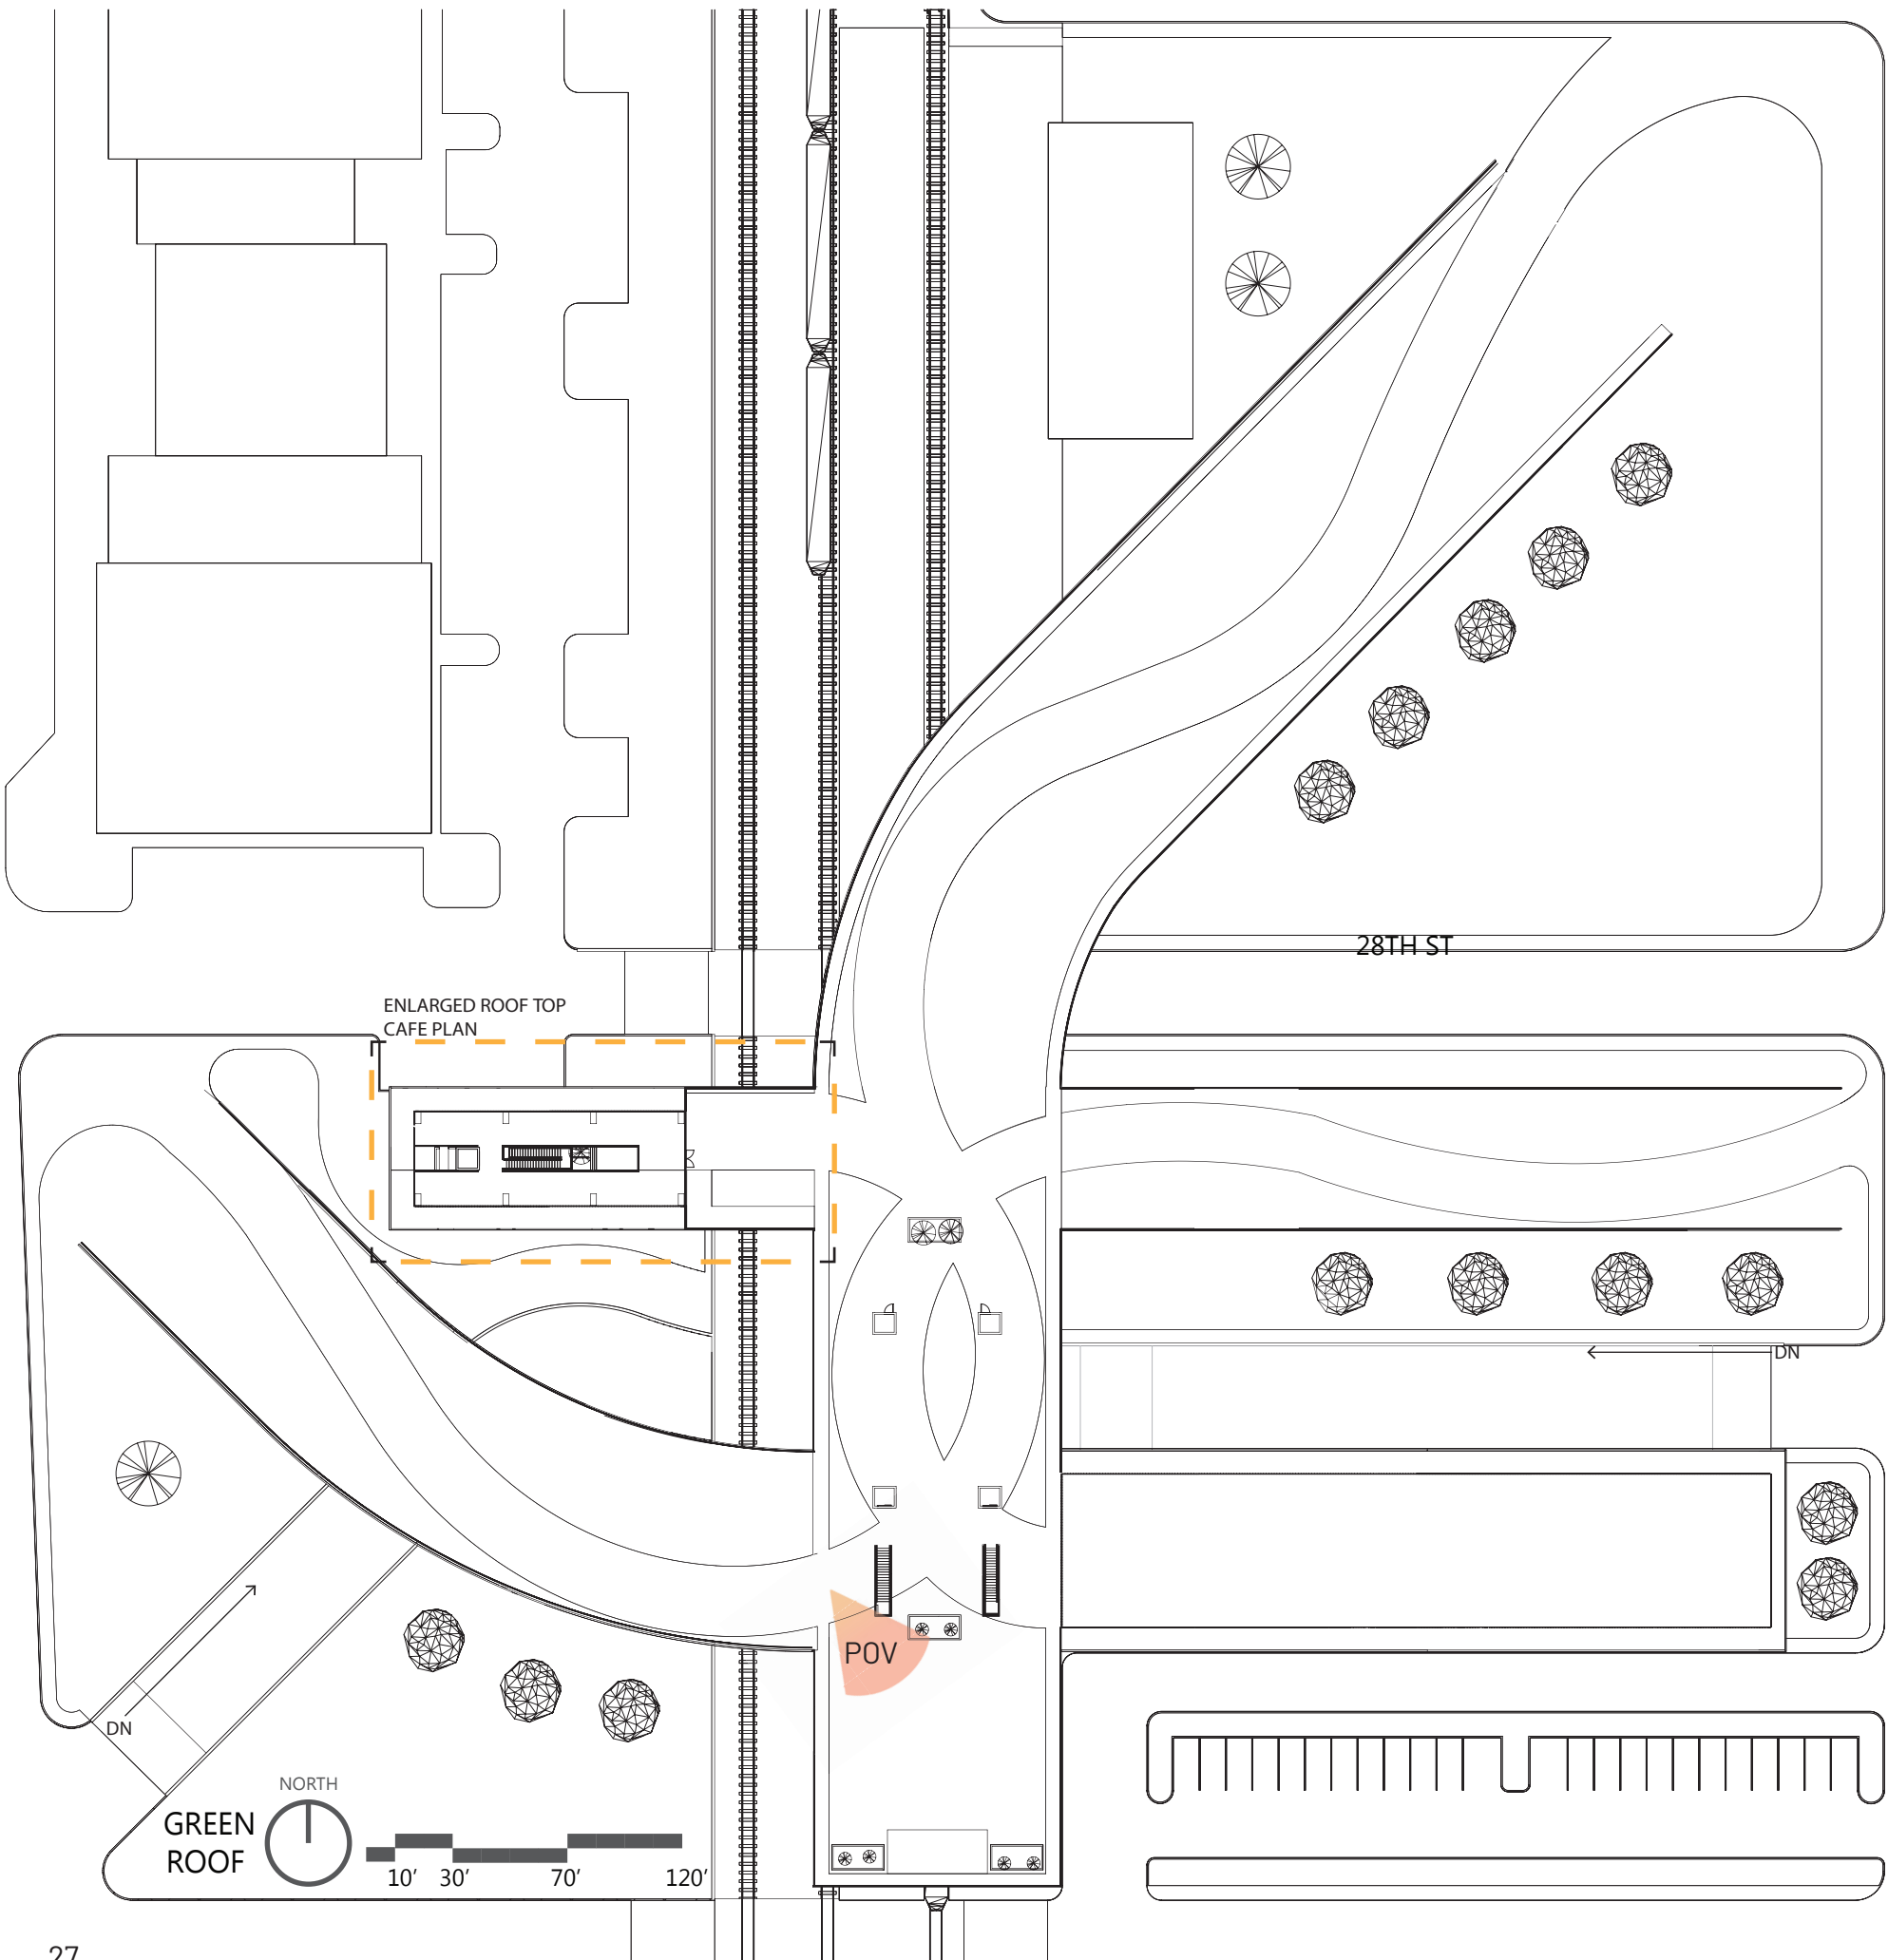 28TH ST
ENLARGED ROOF TOP
CAFE PLAN
DN
POV
DN
NORTH
GREEN
ROOF
10' 30' 70' 120'
27